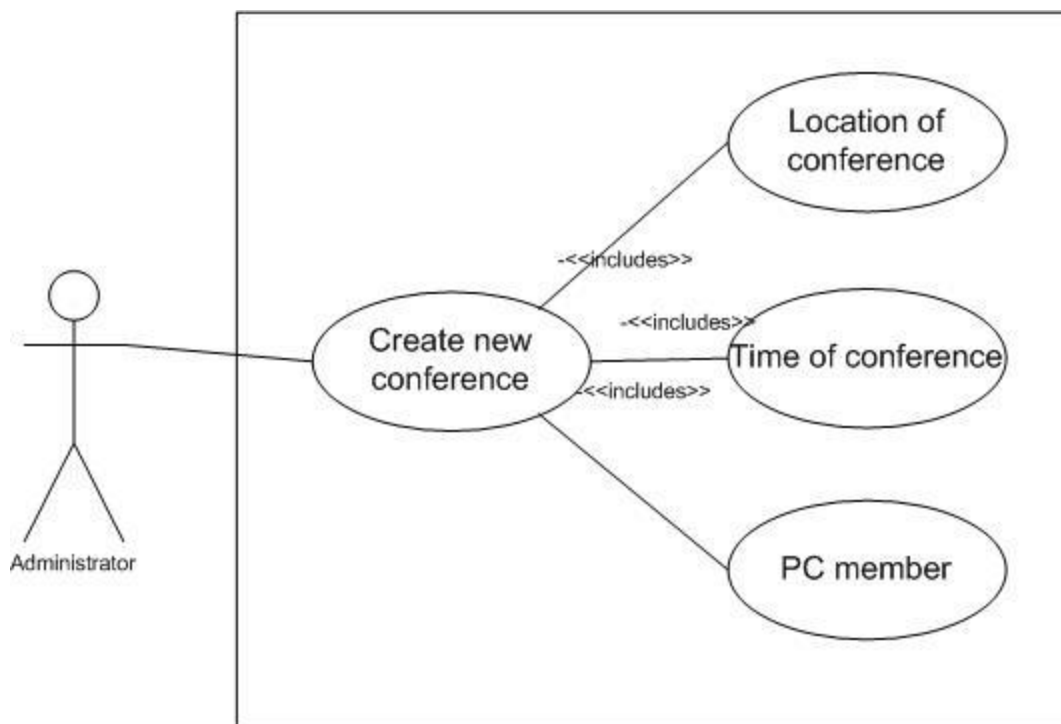 Location of
conference
-<<includes>>
-<<includes>>
Create new
conference
Time of conference
-<<includes>>
Administrator
PC member